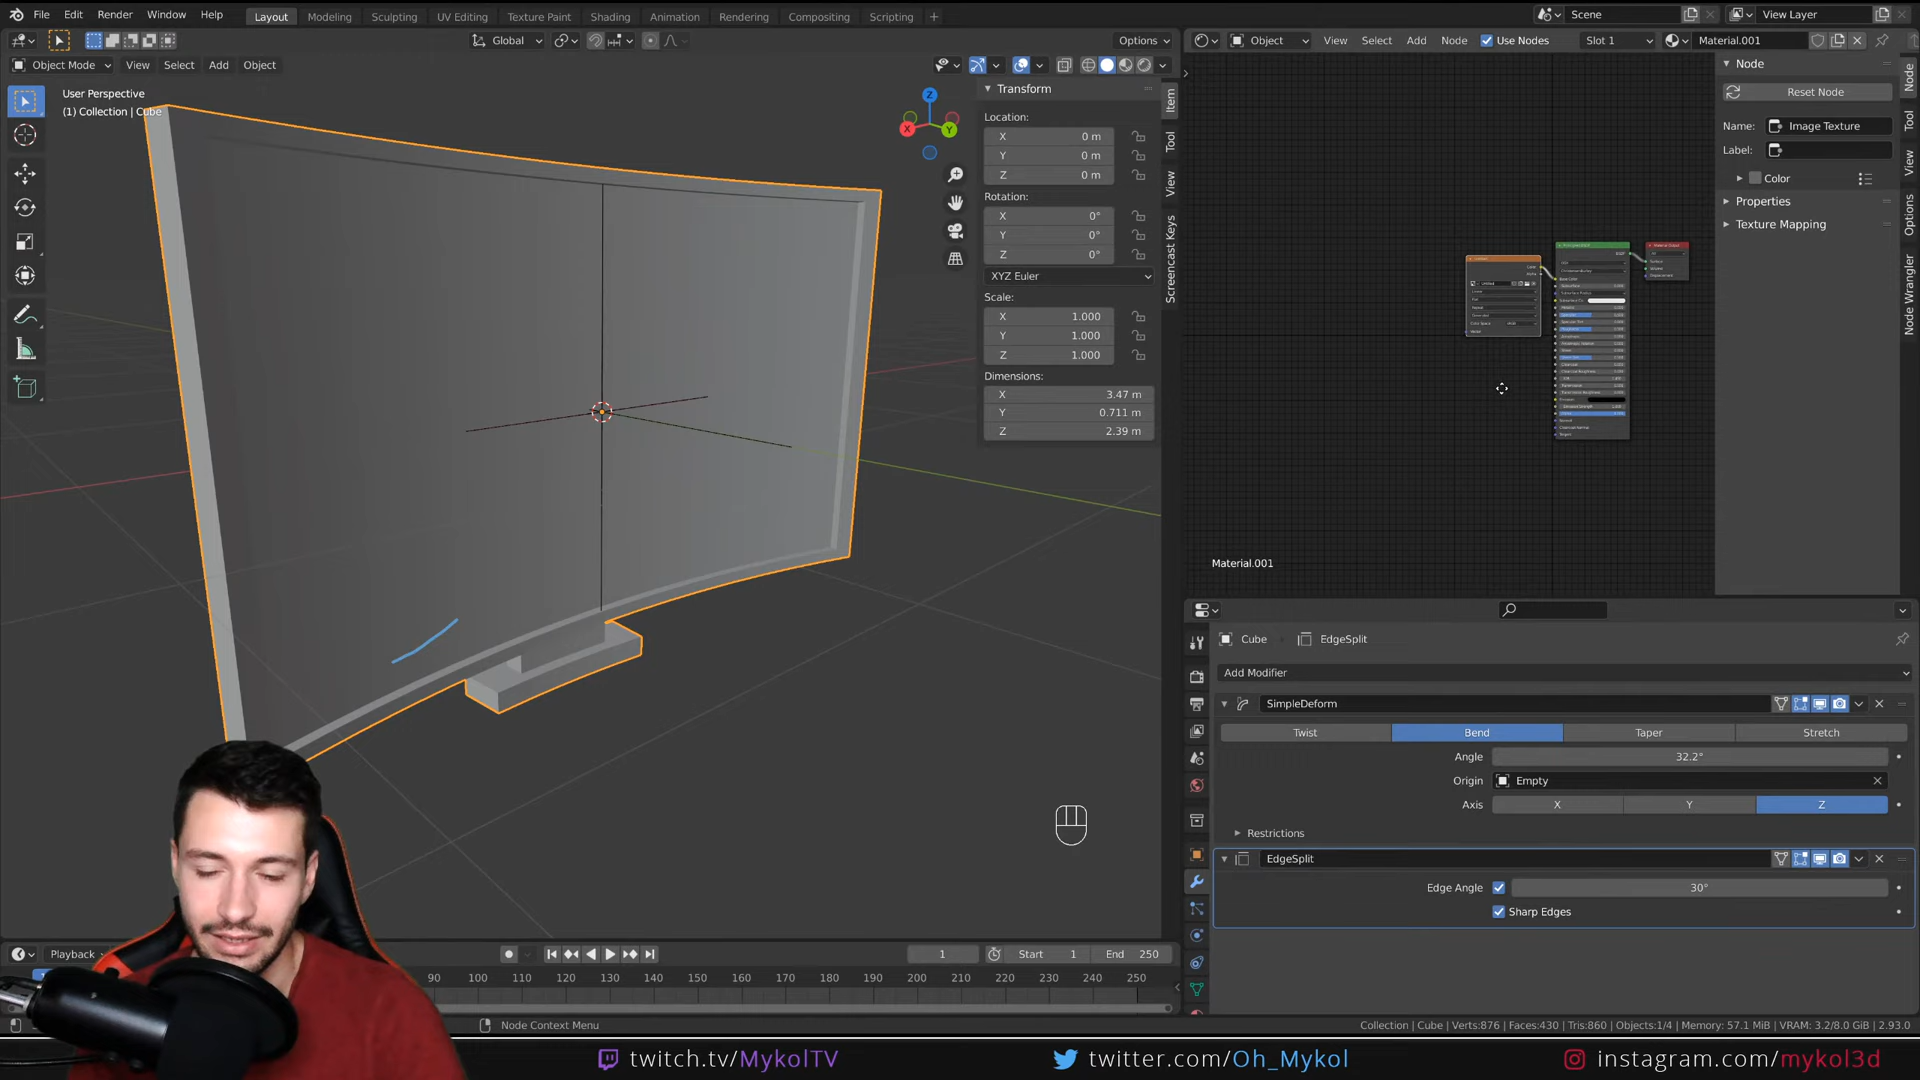 File Edit Render Window Help Layout Modeling Sculpting UV Editing Texture Paint Shading Animation Rendering Compositing Scripting + Scene View Layer
Global Options
Object Mode View Select Add Object
Object View Select Add Node Use Nodes Slot 1 Material.001
User Perspective
(1) Collection | Cube
Z
X
Y
Transform
Location:
X 0 m
Y 0 m
Z 0 m
Rotation:
X 0°
Y 0°
Z 0°
XYZ Euler
Scale:
X 1.000
Y 1.000
Z 1.000
Dimensions:
X 3.47 m
Y 0.711 m
Z 2.39 m
Item
Tool
View
Screencast Keys
Node
Reset Node
Name: Image Texture
Label:
Color
Properties
Texture Mapping
Node
Tool
View
Options
Node Wrangler
Material.001
Cube EdgeSplit
Add Modifier
SimpleDeform
Twist Bend Taper Stretch
Angle 32.2°
Origin Empty
Axis X Y Z
Restrictions
EdgeSplit
Edge Angle 30°
Sharp Edges
Playback 1 Start 1 End 250
90 100 110 120 130 140 150 160 170 180 190 200 210 220 230 240 250
Node Context Menu
Collection | Cube | Verts:876 | Faces:430 | Tris:860 | Objects:1/4 | Memory: 57.1 MiB | VRAM: 3.2/8.0 GiB | 2.93.0
twitch.tv/MykolTV twitter.com/Oh_Mykol instagram.com/mykol3d